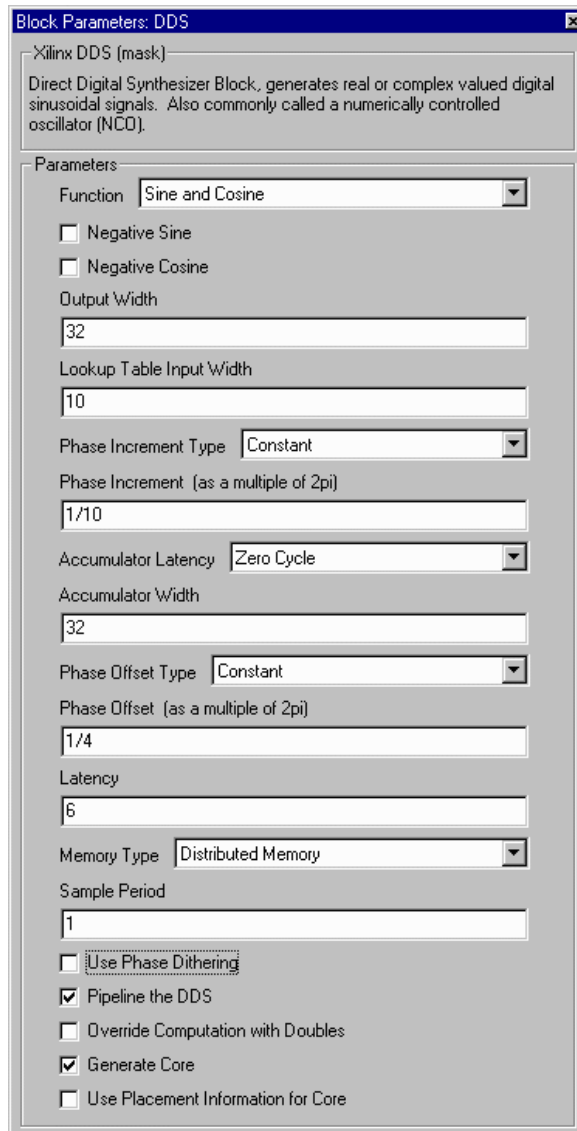 Block Parameters: DDS
Xilinx DDS (mask)
Direct Digital Synthesizer Block, generates real or complex valued digital
sinusoidal signals.  Also commonly called a numerically controlled
oscillator (NCO).
Parameters
Function Sine and Cosine
Negative Sine
Negative Cosine
Output Width
32
Lookup Table Input Width
10
Phase Increment Type Constant
Phase Increment  (as a multiple of 2pi)
1/10
Accumulator Latency Zero Cycle
Accumulator Width
32
Phase Offset Type Constant
Phase Offset  (as a multiple of 2pi)
1/4
Latency
6
Memory Type Distributed Memory
Sample Period
1
Use Phase Dithering
Pipeline the DDS
Override Computation with Doubles
Generate Core
Use Placement Information for Core